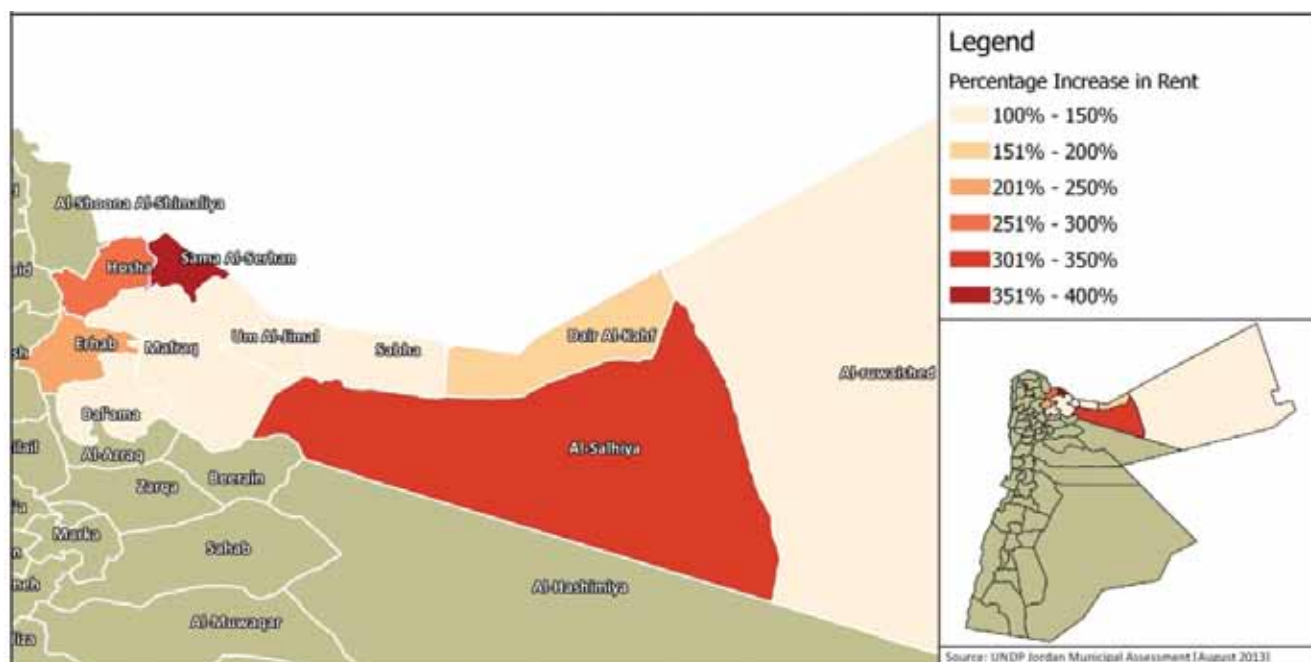 Al-Shoona Al-Shimaliya
Hosha
Sama Al-Serhan
Erhab
Mafraq
Um Al-Jimal
Sabha
Dair Al-Kahf
Al-ruwaished
Bal'ama
Al-Azraq
Al-Salhiya
Zarqa
Beerain
Marka
Sahab
Al-Hashimiya
Al-Muwaqar
Legend
Percentage Increase in Rent
100% - 150%
151% - 200%
201% - 250%
251% - 300%
301% - 350%
351% - 400%
Source: UNDP Jordan Municipal Assessment [August 2013]